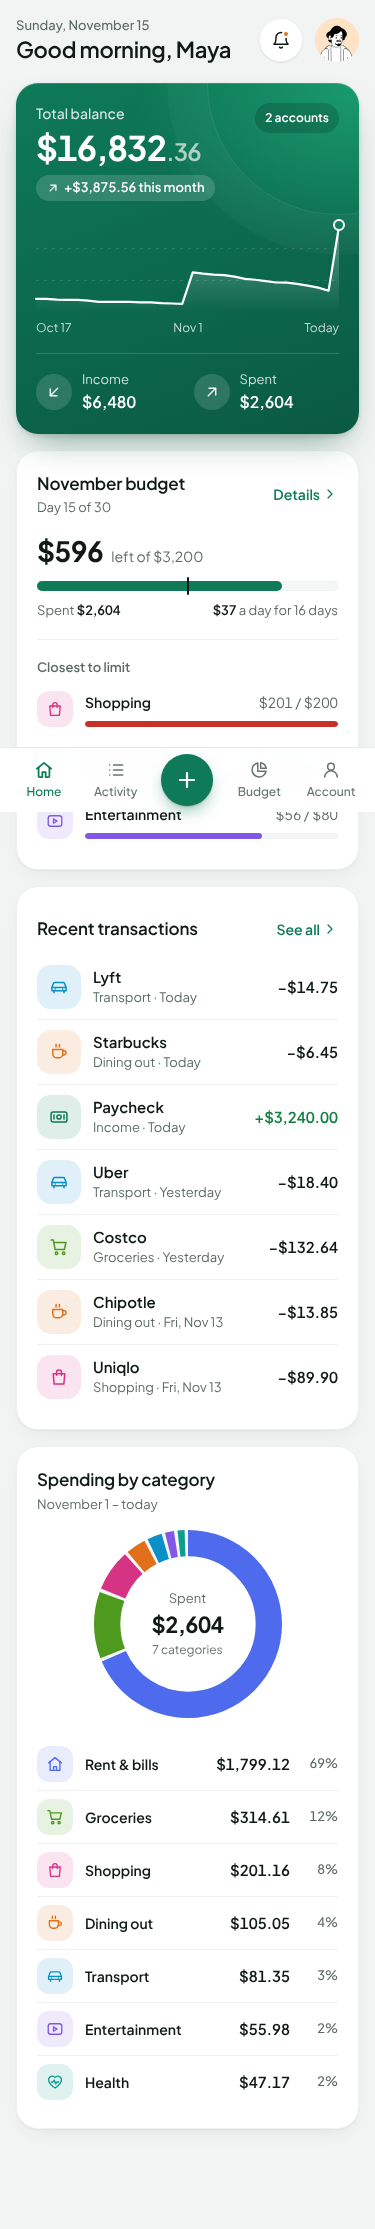 Sunday, November 15
Good morning, Maya
Total balance
2 accounts
$16,832.36
+$3,875.56 this month
Oct 17
Nov 1
Today
Income
$6,480
Spent
$2,604
November budget
Day 15 of 30
Details
$596 left of $3,200
Spent $2,604
$37 a day for 16 days
Closest to limit
Shopping
$201 / $200
Home
Activity
Budget
Account
Entertainment
$56 / $80
Recent transactions
See all
Lyft
Transport · Today
−$14.75
Starbucks
Dining out · Today
−$6.45
Paycheck
Income · Today
+$3,240.00
Uber
Transport · Yesterday
−$18.40
Costco
Groceries · Yesterday
−$132.64
Chipotle
Dining out · Fri, Nov 13
−$13.85
Uniqlo
Shopping · Fri, Nov 13
−$89.90
Spending by category
November 1 – today
Spent
$2,604
7 categories
Rent & bills
$1,799.12
69%
Groceries
$314.61
12%
Shopping
$201.16
8%
Dining out
$105.05
4%
Transport
$81.35
3%
Entertainment
$55.98
2%
Health
$47.17
2%